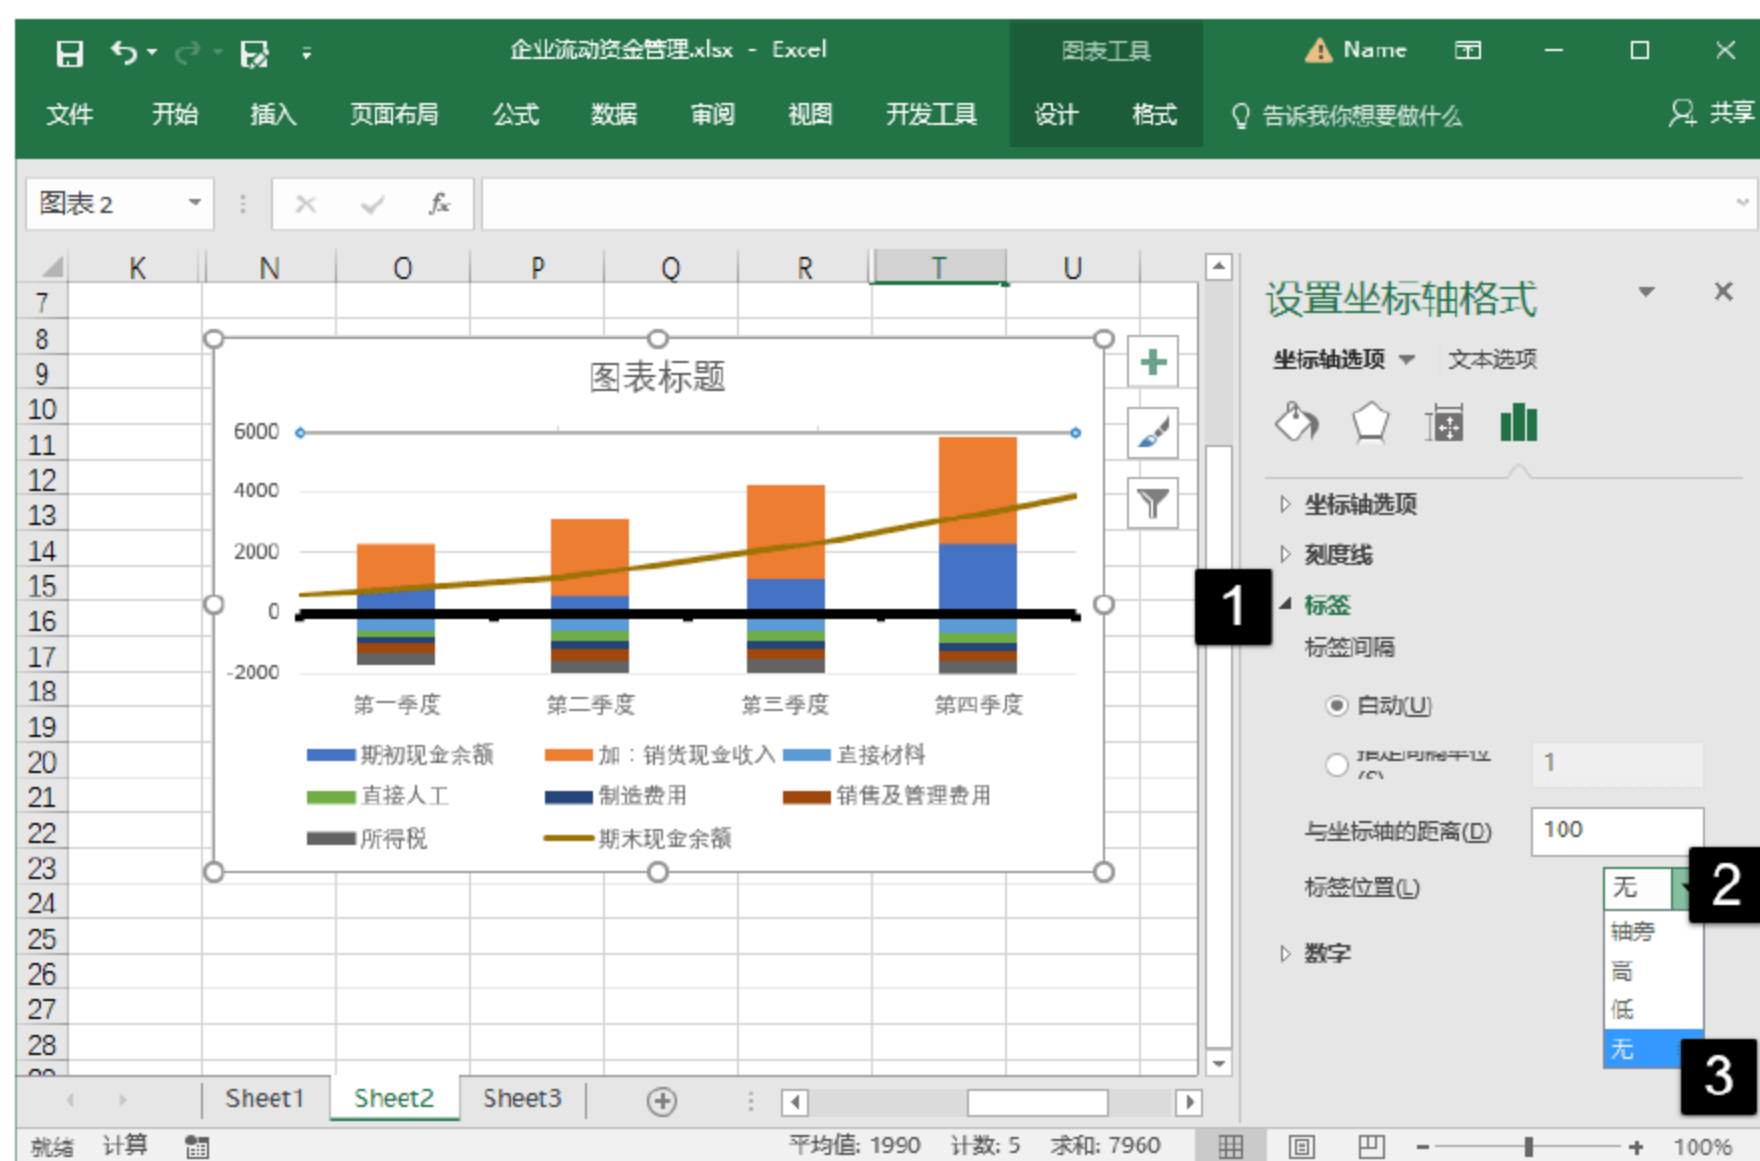 企业流动资金管理.xlsx - Excel
图表工具
Name
文件 开始 插入 页面布局 公式 数据 审阅 视图 开发工具 设计 格式 告诉我你想要做什么 共享
图表 2
fx
K N O P Q R T U
7
8
9
10
11
12
13
14
15
16
17
18
19
20
21
22
23
24
25
26
27
28
图表标题
6000
4000
2000
0
-2000
第一季度 第二季度 第三季度 第四季度
期初现金余额 加：销货现金收入 直接材料
直接人工 制造费用 销售及管理费用
所得税 期末现金余额
设置坐标轴格式
坐标轴选项 文本选项
坐标轴选项
刻度线
1
标签
标签间隔
自动(U)
指定间隔单位 1
(S)
与坐标轴的距离(D) 100
标签位置(L) 无 2
轴旁
高
低
无
3
数字
Sheet1 Sheet2 Sheet3
就绪 计算 平均值: 1990 计数: 5 求和: 7960 100%